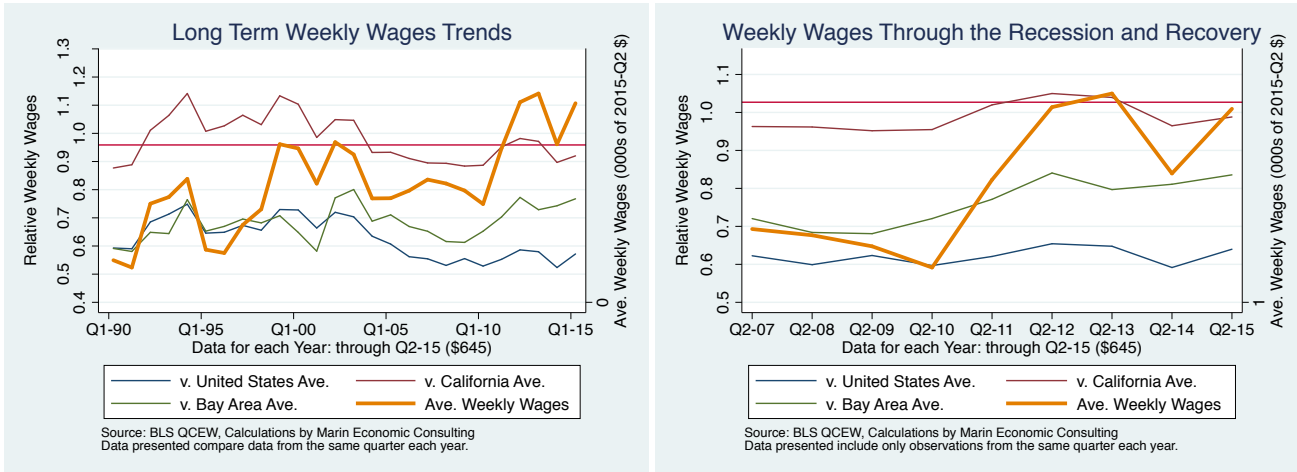 Long Term Weekly Wages Trends
Relative Weekly Wages
1.3
1.2
1.1
1.0
0.9
0.8
0.7
0.6
0.5
0.4
0
Ave. Weekly Wages (000s of 2015-Q2 $)
Q1-90 Q1-95 Q1-00 Q1-05 Q1-10 Q1-15
Data for each Year: through Q2-15 ($645)
v. United States Ave. v. California Ave.
v. Bay Area Ave. Ave. Weekly Wages
Source: BLS QCEW, Calculations by Marin Economic Consulting
Data presented compare data from the same quarter each year.
Weekly Wages Through the Recession and Recovery
Relative Weekly Wages
1.1
1.0
0.9
0.8
0.7
0.6
0.5
1
Ave. Weekly Wages (000s of 2015-Q2 $)
Q2-07 Q2-08 Q2-09 Q2-10 Q2-11 Q2-12 Q2-13 Q2-14 Q2-15
Data for each Year: through Q2-15 ($645)
v. United States Ave. v. California Ave.
v. Bay Area Ave. Ave. Weekly Wages
Source: BLS QCEW, Calculations by Marin Economic Consulting
Data presented include only observations from the same quarter each year.